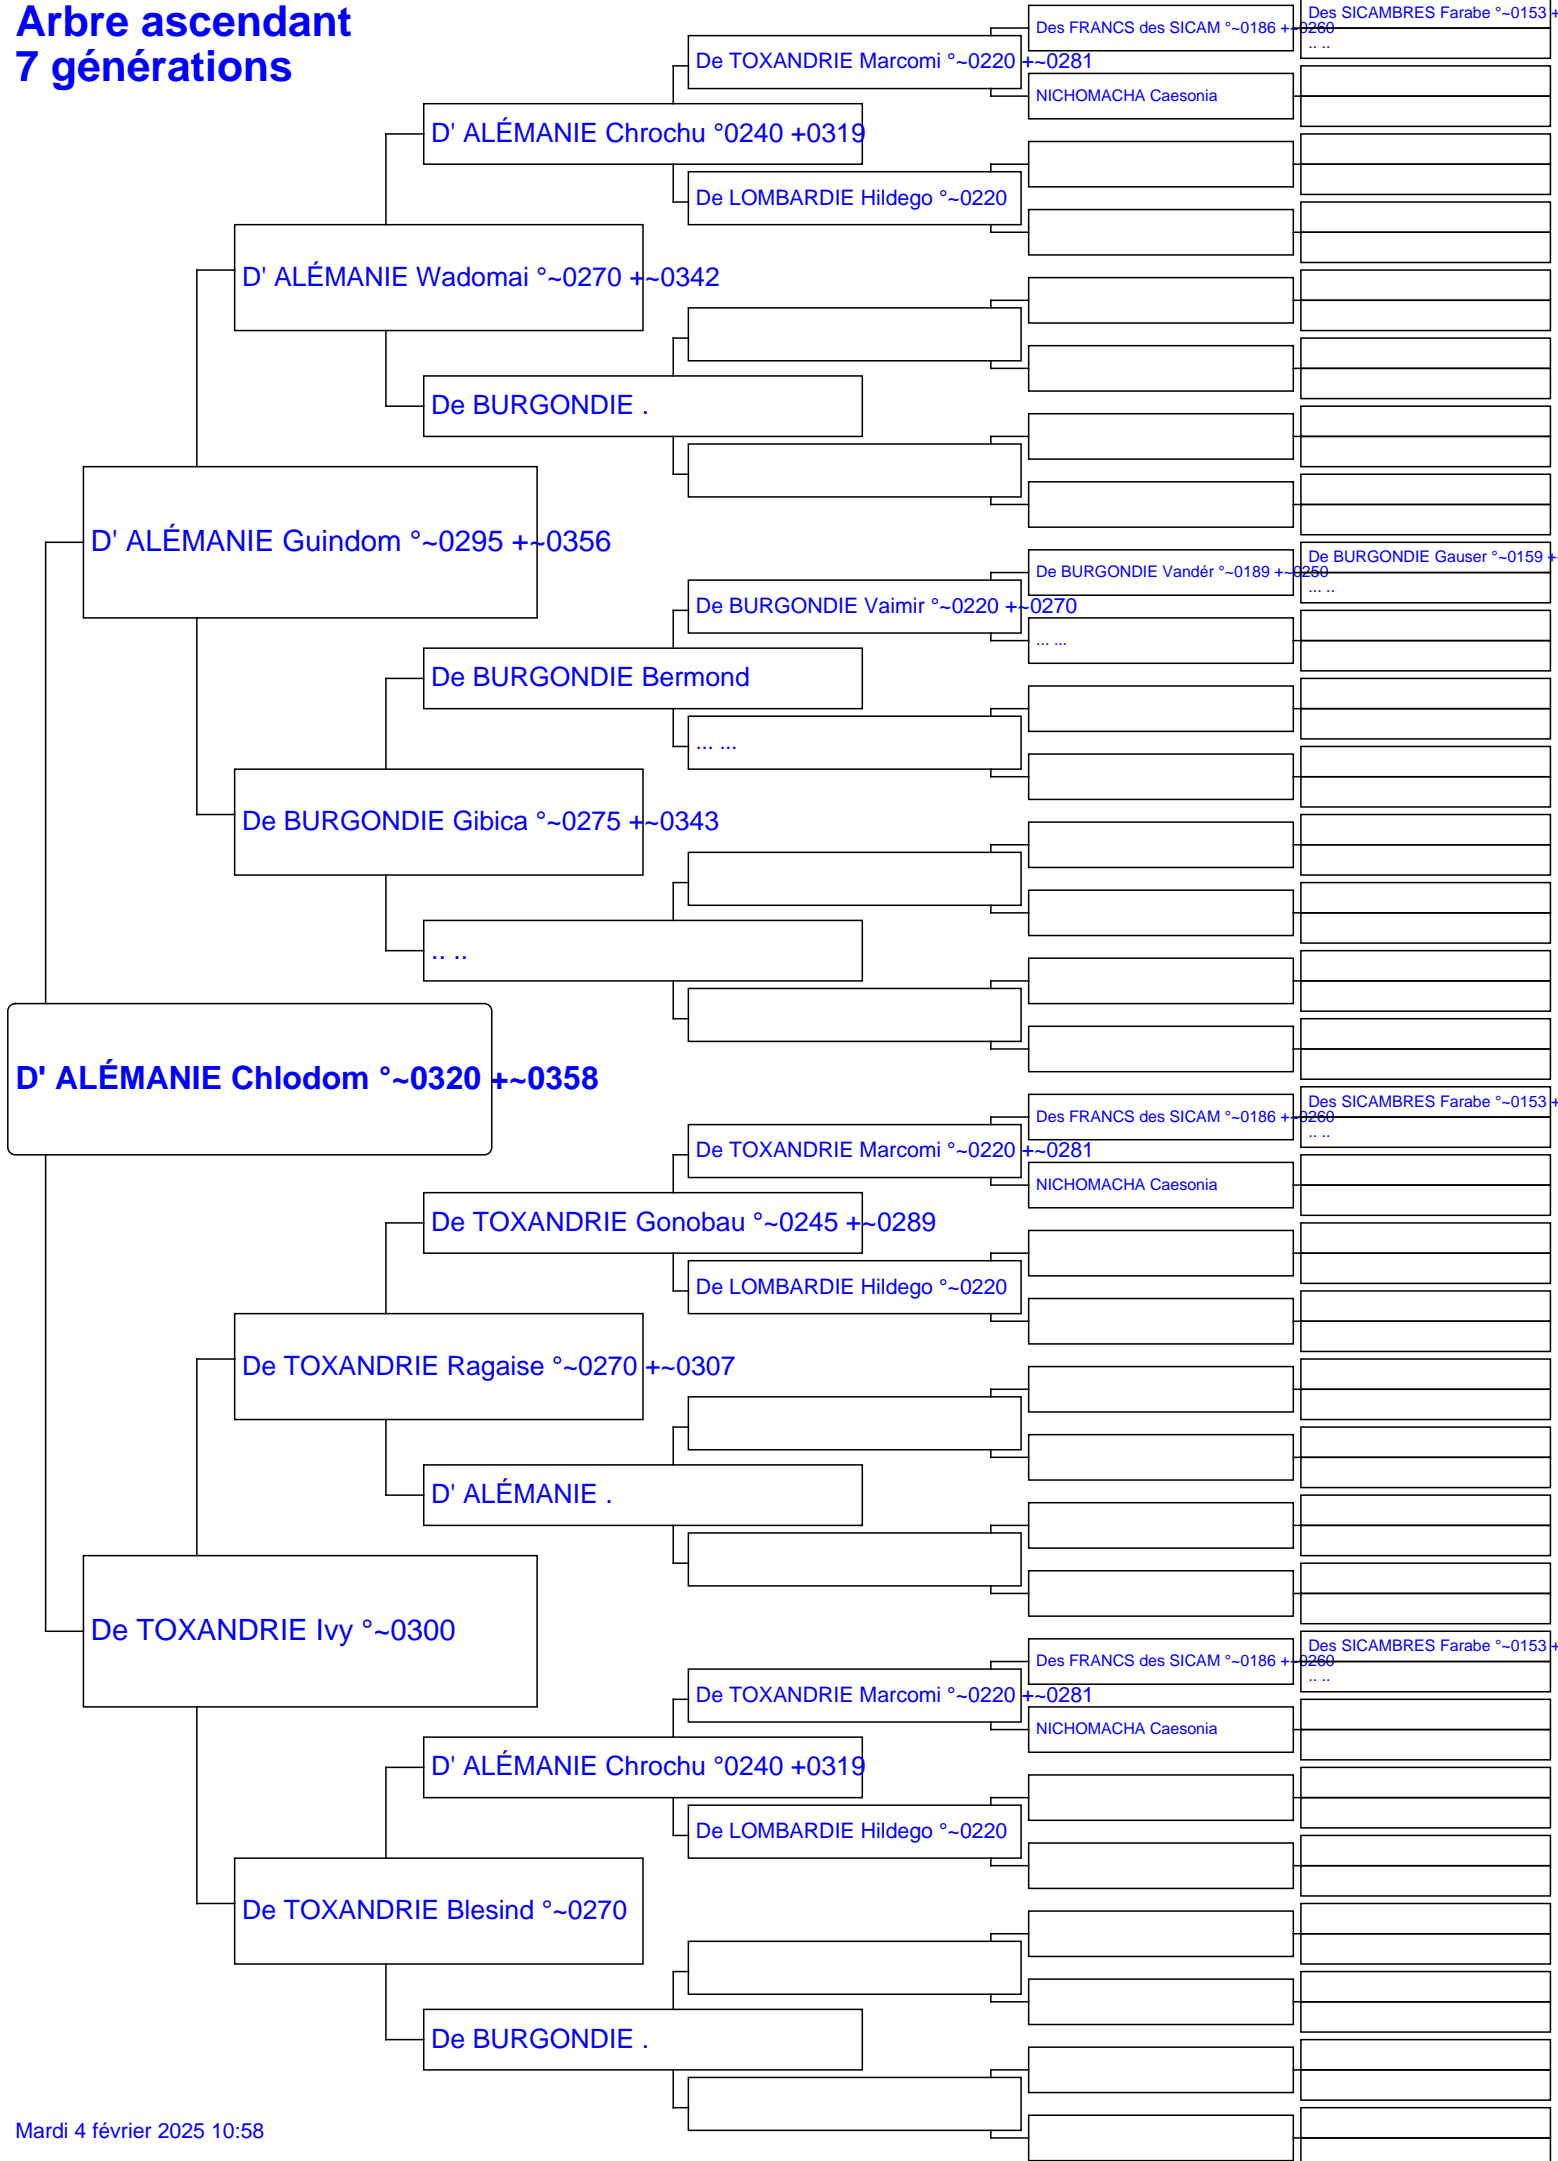 Arbre ascendant
7 générations
Des SICAMBRES Farabe °~0153 +
Des FRANCS des SICAM °~0186 +~0260
.. ..
De TOXANDRIE Marcomi °~0220 +~0281
NICHOMACHA Caesonia
D' ALÉMANIE Chrochu °0240 +0319
De LOMBARDIE Hildego °~0220
D' ALÉMANIE Wadomai °~0270 +~0342
De BURGONDIE .
D' ALÉMANIE Guindom °~0295 +~0356
De BURGONDIE Gauser °~0159 +
De BURGONDIE Vandér °~0189 +~0250
... ..
De BURGONDIE Vaimir °~0220 +~0270
... ...
De BURGONDIE Bermond
... ...
De BURGONDIE Gibica °~0275 +~0343
.. ..
D' ALÉMANIE Chlodom °~0320 +~0358
Des SICAMBRES Farabe °~0153 +
Des FRANCS des SICAM °~0186 +~0260
.. ..
De TOXANDRIE Marcomi °~0220 +~0281
NICHOMACHA Caesonia
De TOXANDRIE Gonobau °~0245 +~0289
De LOMBARDIE Hildego °~0220
De TOXANDRIE Ragaise °~0270 +~0307
D' ALÉMANIE .
De TOXANDRIE Ivy °~0300
Des SICAMBRES Farabe °~0153 +
Des FRANCS des SICAM °~0186 +~0260
.. ..
De TOXANDRIE Marcomi °~0220 +~0281
NICHOMACHA Caesonia
D' ALÉMANIE Chrochu °0240 +0319
De LOMBARDIE Hildego °~0220
De TOXANDRIE Blesind °~0270
De BURGONDIE .
Mardi 4 février 2025 10:58